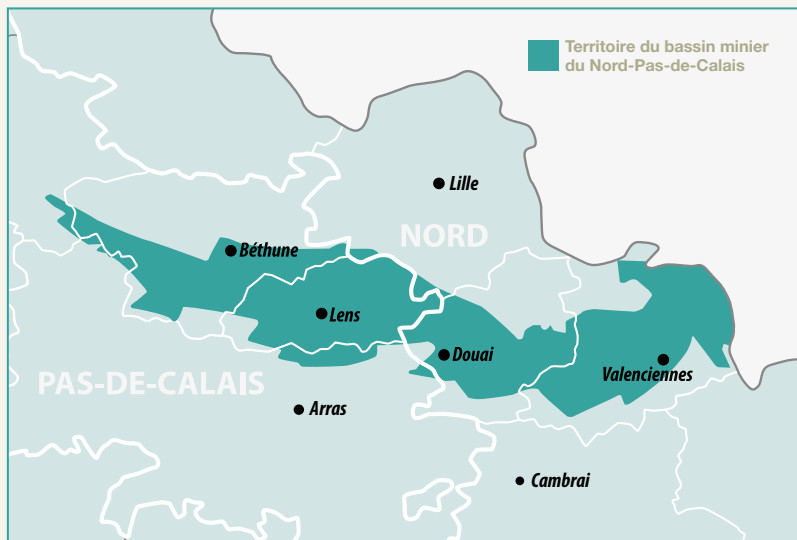 Territoire du bassin minier
du Nord-Pas-de-Calais
Lille
NORD
Béthune
Lens
Douai
Valenciennes
PAS-DE-CALAIS
Arras
Cambrai